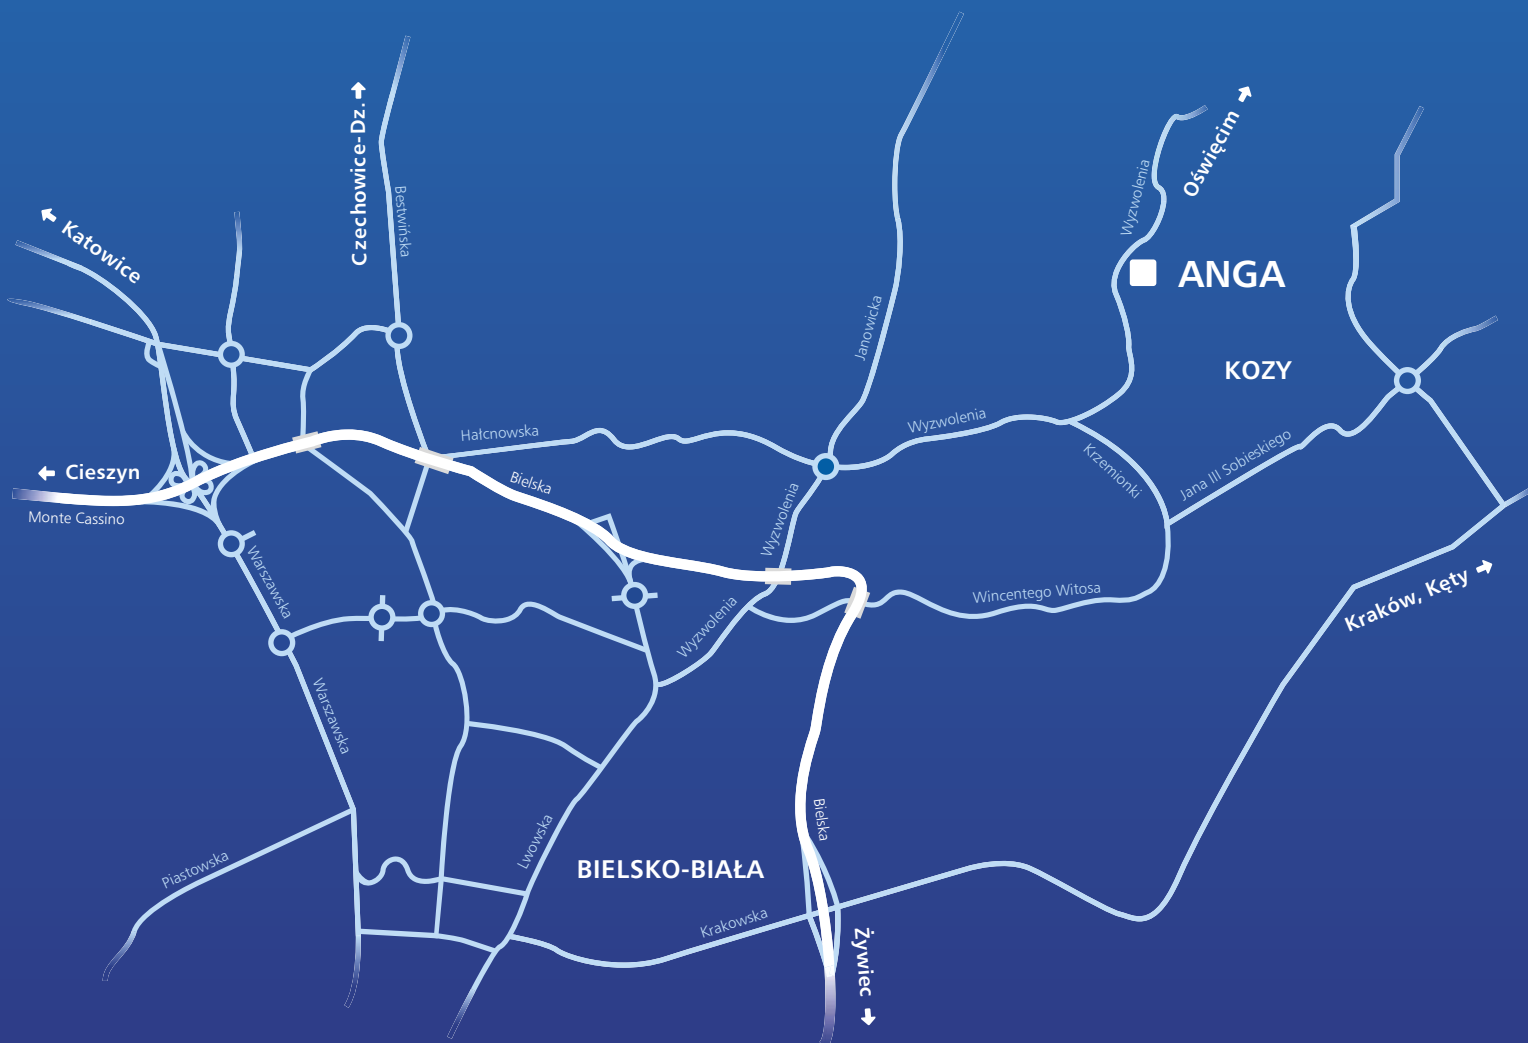 Czechowice-Dz.
Bestwińska
Katowice
Oświęcim
Wyzwolenia
ANGA
Janowicka
KOZY
Hałcnowska
Wyzwolenia
Cieszyn
Monte Cassino
Bielska
Krzemionki
Jana III Sobieskiego
Wyzwolenia
Warszawska
Wincentego Witosa
Kraków, Kęty
Wyzwolenia
Warszawska
Bielska
Lwowska
Piastowska
BIELSKO-BIAŁA
Krakowska
Żywiec